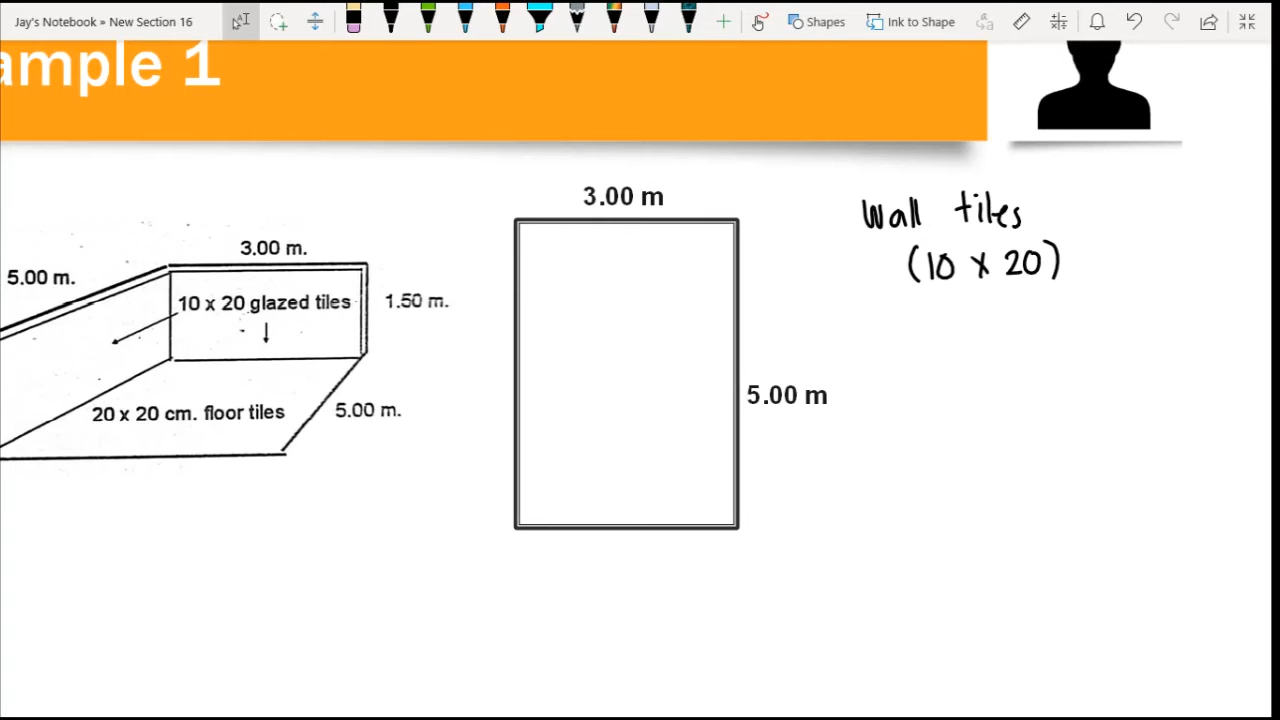 Jay's Notebook » New Section 16
Shapes
Ink to Shape
ample 1
3.00 m.
5.00 m.
10 x 20 glazed tiles
1.50 m.
20 x 20 cm. floor tiles
5.00 m.
3.00 m
5.00 m
Wall tiles
(10 x 20)